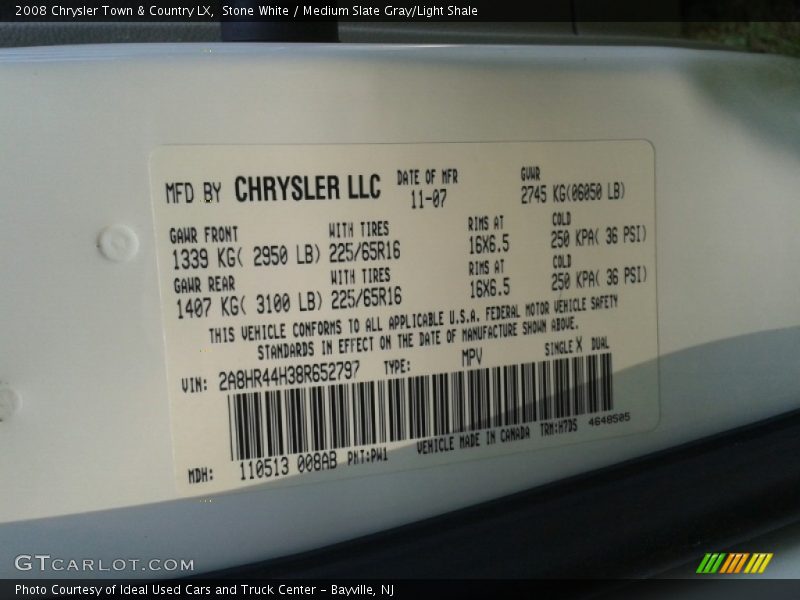 2008 Chrysler Town & Country LX, Stone White / Medium Slate Gray/Light Shale
MFD BY CHRYSLER LLC DATE OF MFR 11-07 GVWR 2745 KG(06050 LB)
GAWR FRONT WITH TIRES RIMS AT COLD
1339 KG( 2950 LB) 225/65R16 16X6.5 250 KPA( 36 PSI)
GAWR REAR WITH TIRES RIMS AT COLD
1407 KG( 3100 LB) 225/65R16 16X6.5 250 KPA( 36 PSI)
THIS VEHICLE CONFORMS TO ALL APPLICABLE U.S.A. FEDERAL MOTOR VEHICLE SAFETY
STANDARDS IN EFFECT ON THE DATE OF MANUFACTURE SHOWN ABOVE.
VIN: 2A8HR44H38R652797 TYPE: MPV SINGLE X DUAL
MDH: 110513 008AB PNT:PW1 VEHICLE MADE IN CANADA TRM:H7DS 4648505
GTCARLOT.COM
Photo Courtesy of Ideal Used Cars and Truck Center - Bayville, NJ